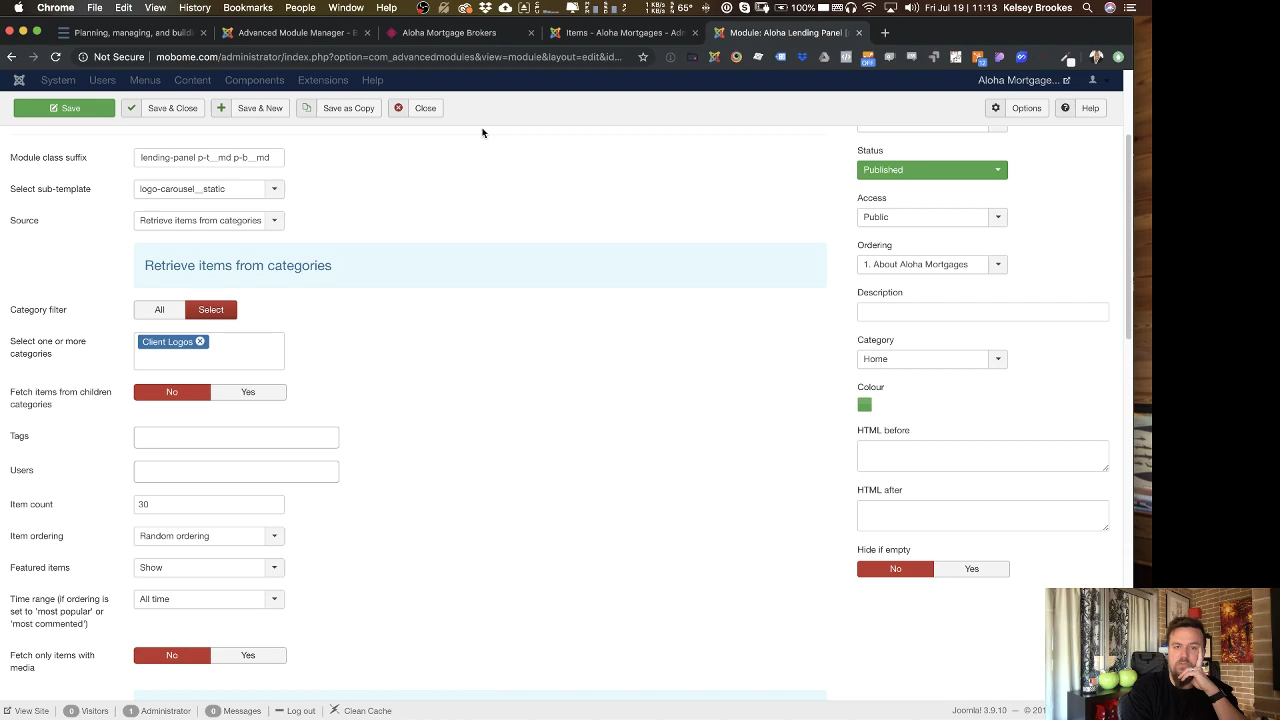 Chrome File Edit View History Bookmarks People Window Help 100% Fri Jul 19 11:13 Kelsey Brookes
Planning, managing, and buildi × Advanced Module Manager - B × Aloha Mortgage Brokers × Items - Aloha Mortgages - Adm × Module: Aloha Lending Panel ×
Not Secure mobome.com/administrator/index.php?option=com_advancedmodules&view=module&layout=edit&id...
System Users Menus Content Components Extensions Help Aloha Mortgage...
Save Save & Close Save & New Save as Copy Close Options Help
Module class suffix lending-panel p-t__md p-b__md
Select sub-template logo-carousel__static
Source Retrieve items from categories
Retrieve items from categories
Category filter All Select
Select one or more
categories
Client Logos
Fetch items from children
categories
No Yes
Tags
Users
Item count 30
Item ordering Random ordering
Featured items Show
Time range (if ordering is
set to 'most popular' or
'most commented')
All time
Fetch only items with
media
No Yes
Status
Published
Access
Public
Ordering
1. About Aloha Mortgages
Description
Category
Home
Colour
HTML before
HTML after
Hide if empty
No Yes
View Site 0 Visitors 1 Administrator 0 Messages Log out Clean Cache Joomla! 3.9.10 — © 201